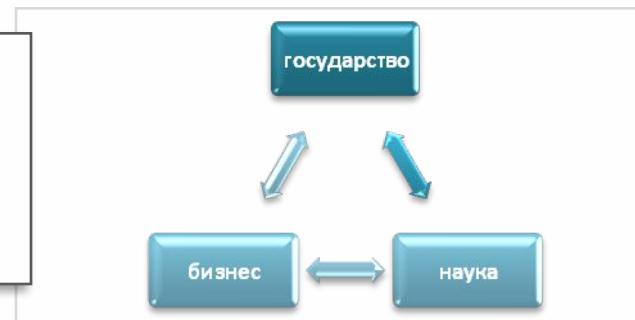 государство
бизнес
наука